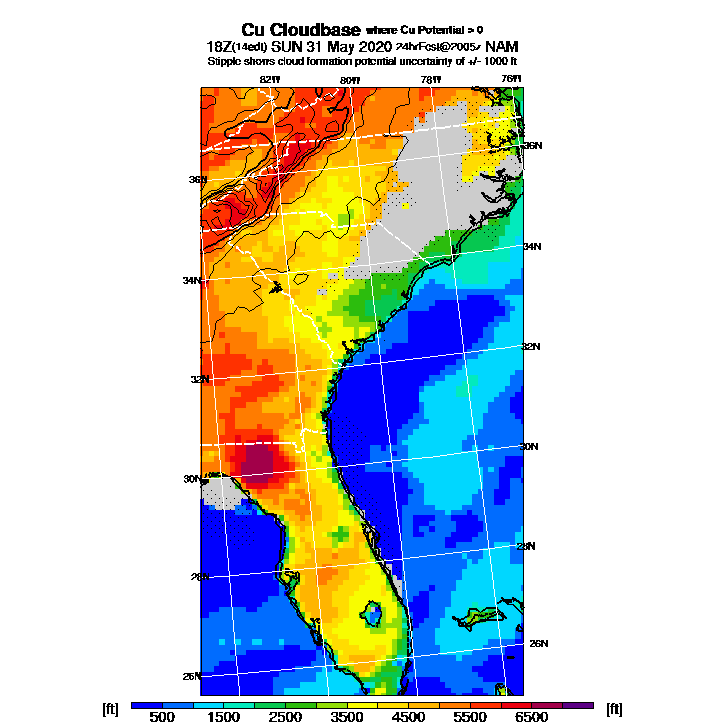 Cu Cloudbase where Cu Potential > 0
18Z(14edt) SUN 31 May 2020 24hrFcst@2005z NAM
Stipple shows cloud formation potential uncertainty of +/- 1000 ft
82W 80W 78W 76W
36N
36N
34N
34N
32N
32N
30N
30N
28N
28N
26N
26N
[ft] [ft]
500 1500 2500 3500 4500 5500 6500